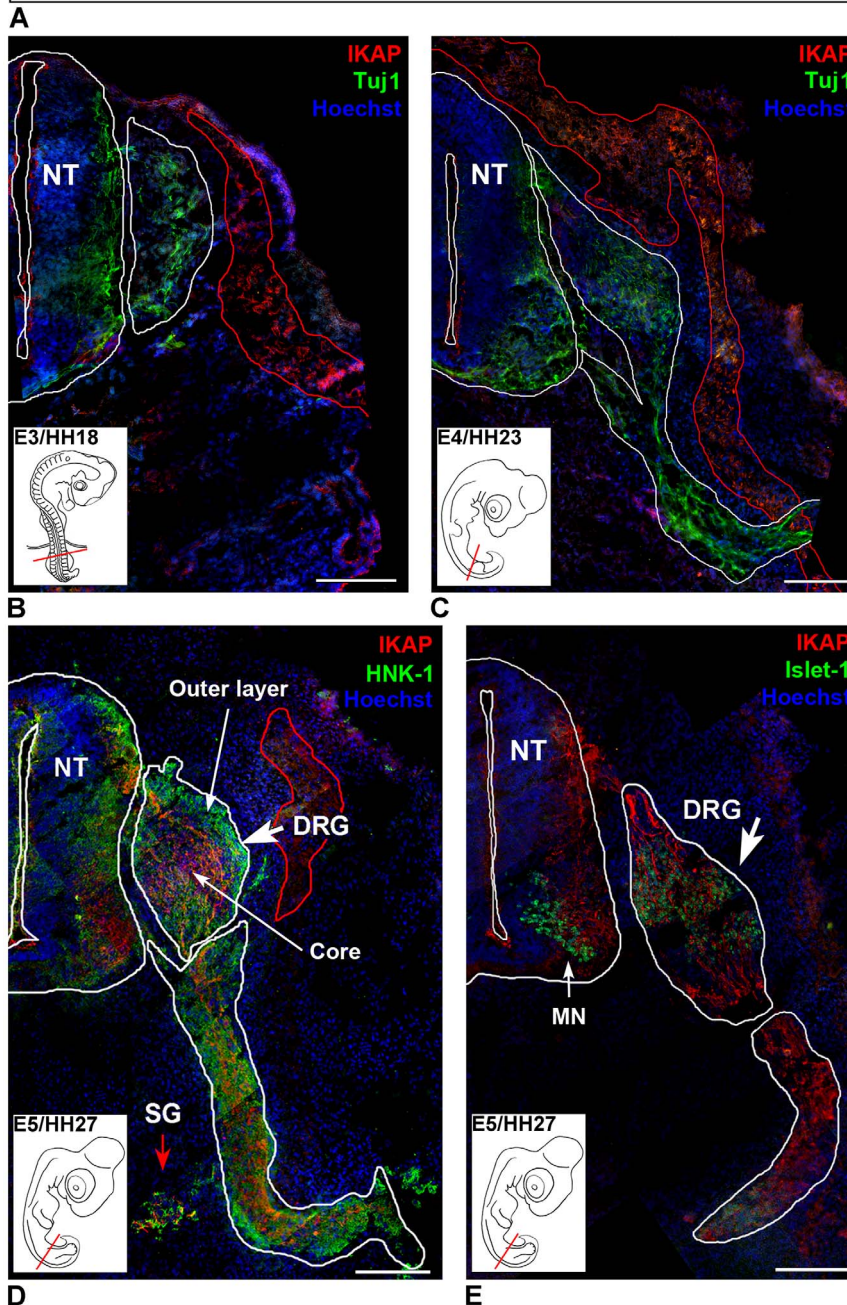 A
IKAP
Tuj1
Hoechst
NT
E3/HH18
IKAP
Tuj1
Hoechst
NT
E4/HH23
B
C
IKAP
HNK-1
Hoechst
Outer layer
NT
DRG
Core
SG
E5/HH27
IKAP
Islet-1
Hoechst
NT
DRG
MN
E5/HH27
D
E